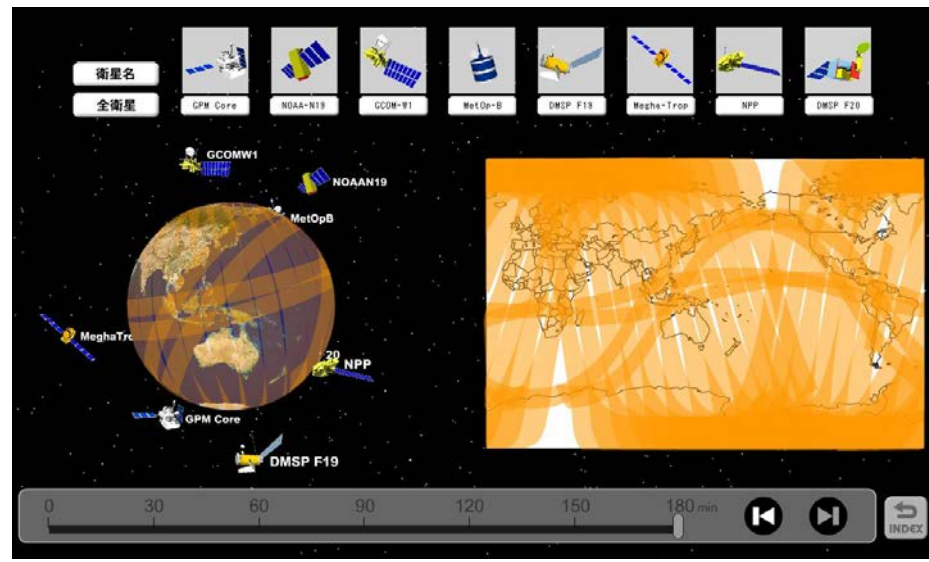 衛星名
全衛星
GPM Core
NOAA-N19
GCOM-W1
MetOp-B
DMSP F19
Megha-Trop
NPP
DMSP F20
GCOMW1
NOAAN19
MetOpB
MeghaTro
20
NPP
GPM Core
DMSP F19
0 30 60 90 120 150 180 min
INDEX